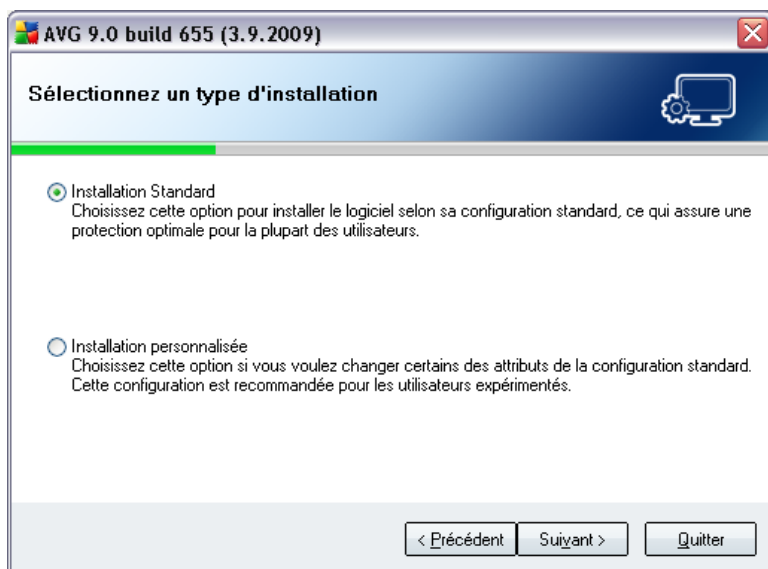 AVG 9.0 build 655 (3.9.2009)
Sélectionnez un type d'installation
Installation Standard
Choisissez cette option pour installer le logiciel selon sa configuration standard, ce qui assure une
protection optimale pour la plupart des utilisateurs.
Installation personnalisée
Choisissez cette option si vous voulez changer certains des attributs de la configuration standard.
Cette configuration est recommandée pour les utilisateurs expérimentés.
< Précédent Suivant > Quitter